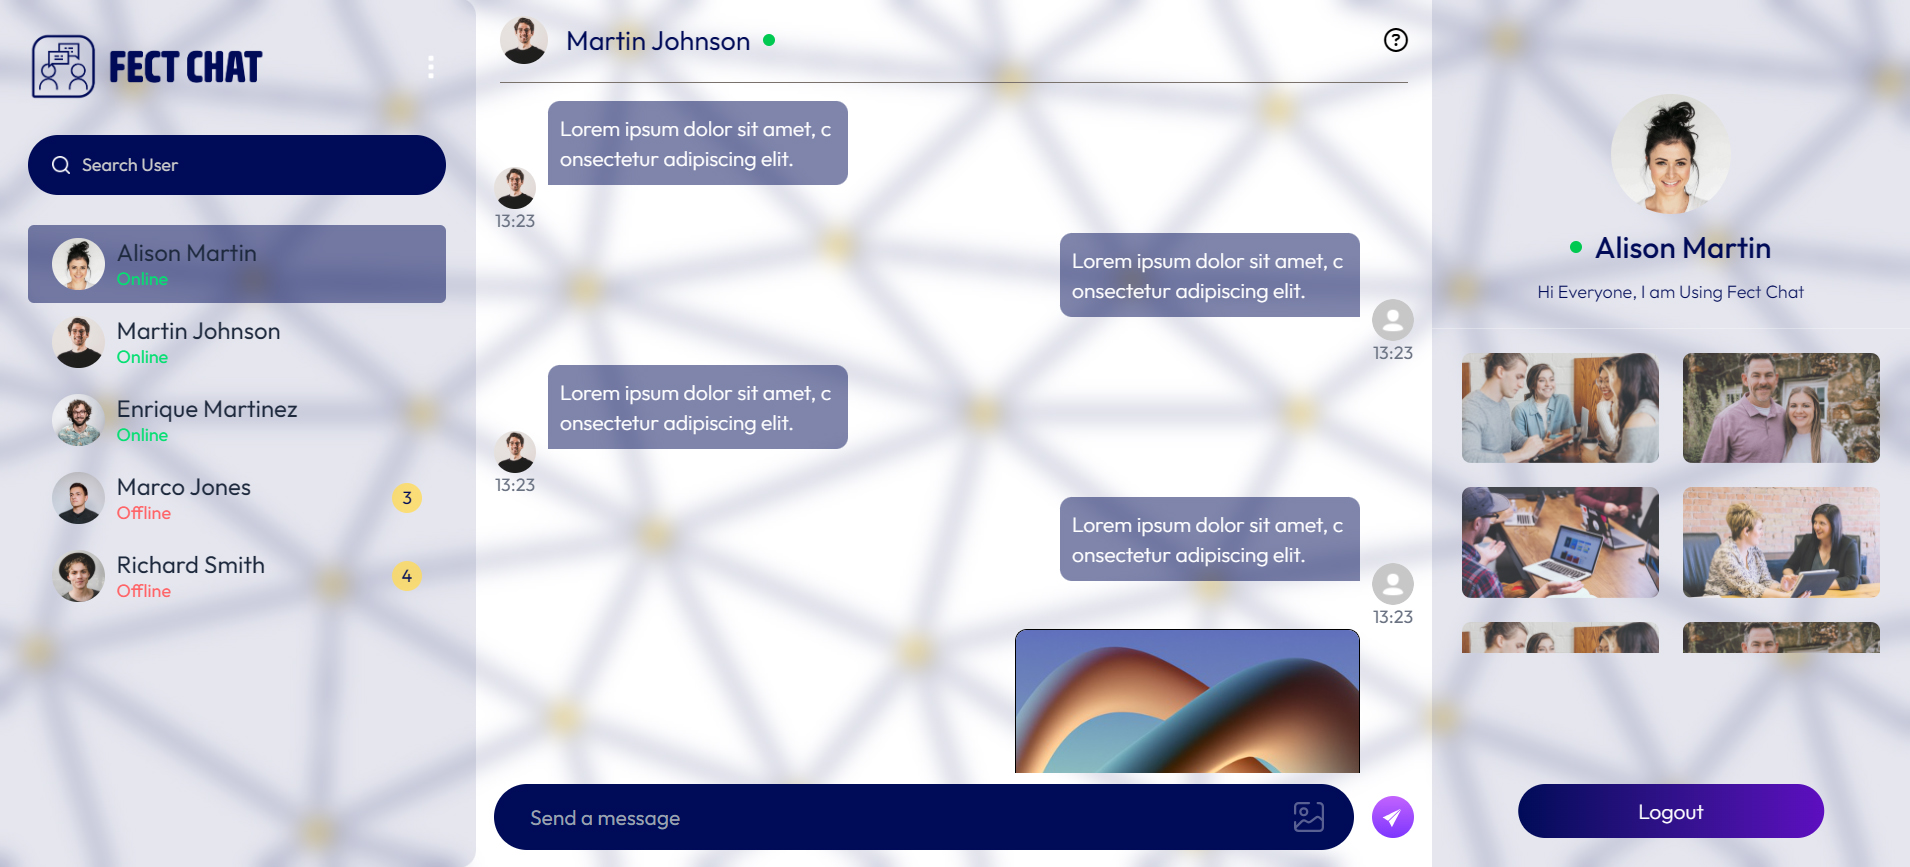 FECT CHAT
Search User
Alison Martin
Online
Martin Johnson
Online
Enrique Martinez
Online
Marco Jones
Offline
3
Richard Smith
Offline
4
Martin Johnson
Lorem ipsum dolor sit amet, c
onsectetur adipiscing elit.
13:23
Lorem ipsum dolor sit amet, c
onsectetur adipiscing elit.
13:23
Lorem ipsum dolor sit amet, c
onsectetur adipiscing elit.
13:23
Lorem ipsum dolor sit amet, c
onsectetur adipiscing elit.
13:23
Send a message
Alison Martin
Hi Everyone, I am Using Fect Chat
Logout